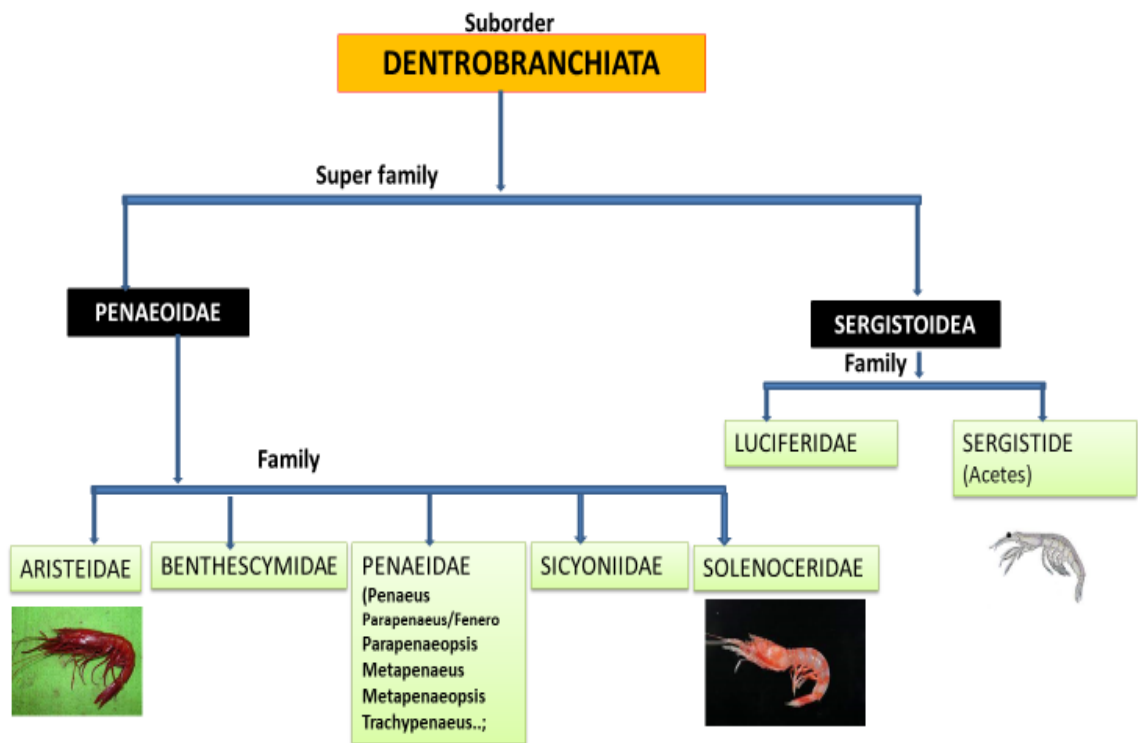 Suborder
DENTROBRANCHIATA
Super family
PENAEOIDAE
SERGISTOIDEA
Family
LUCIFERIDAE
SERGISTIDE
(Acetes)
Family
ARISTEIDAE
BENTHESCYMIDAE
PENAEIDAE
(Penaeus
Parapenaeus/Fenero
Parapenaeopsis
Metapenaeus
Metapenaeopsis
Trachypenaeus..;
SICYONIIDAE
SOLENOCERIDAE